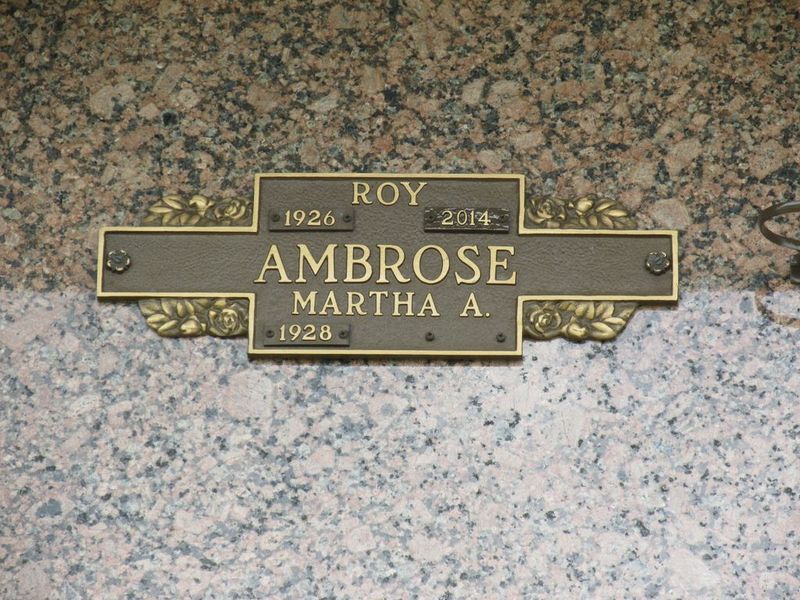 ROY
1926 2014
AMBROSE
MARTHA A.
1928